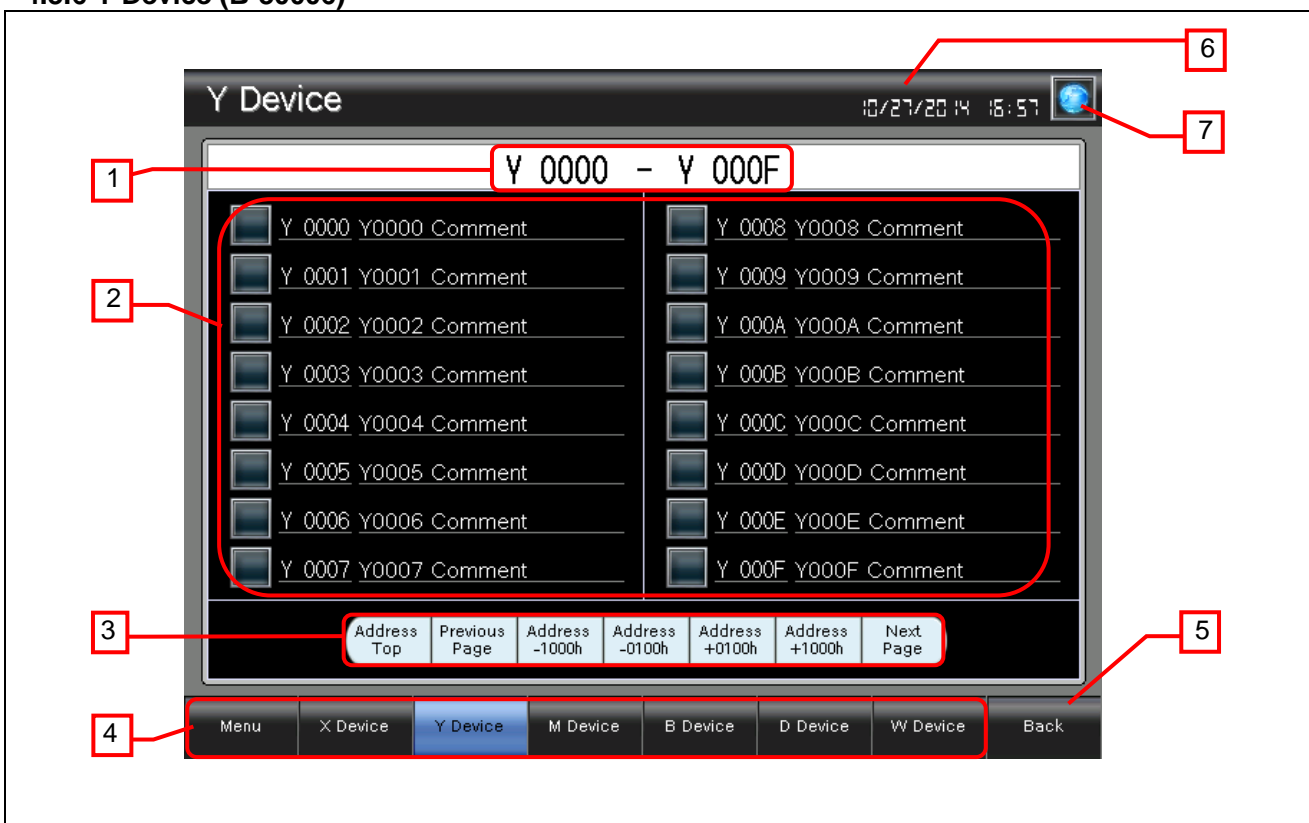 Y Device
10/27/2014 16:57
Y 0000 - Y 000F
Y 0000 Y0000 Comment
Y 0001 Y0001 Comment
Y 0002 Y0002 Comment
Y 0003 Y0003 Comment
Y 0004 Y0004 Comment
Y 0005 Y0005 Comment
Y 0006 Y0006 Comment
Y 0007 Y0007 Comment
Y 0008 Y0008 Comment
Y 0009 Y0009 Comment
Y 000A Y000A Comment
Y 000B Y000B Comment
Y 000C Y000C Comment
Y 000D Y000D Comment
Y 000E Y000E Comment
Y 000F Y000F Comment
Address Top
Previous Page
Address -1000h
Address -0100h
Address +0100h
Address +1000h
Next Page
Menu
X Device
Y Device
M Device
B Device
D Device
W Device
Back
1
2
3
4
5
6
7